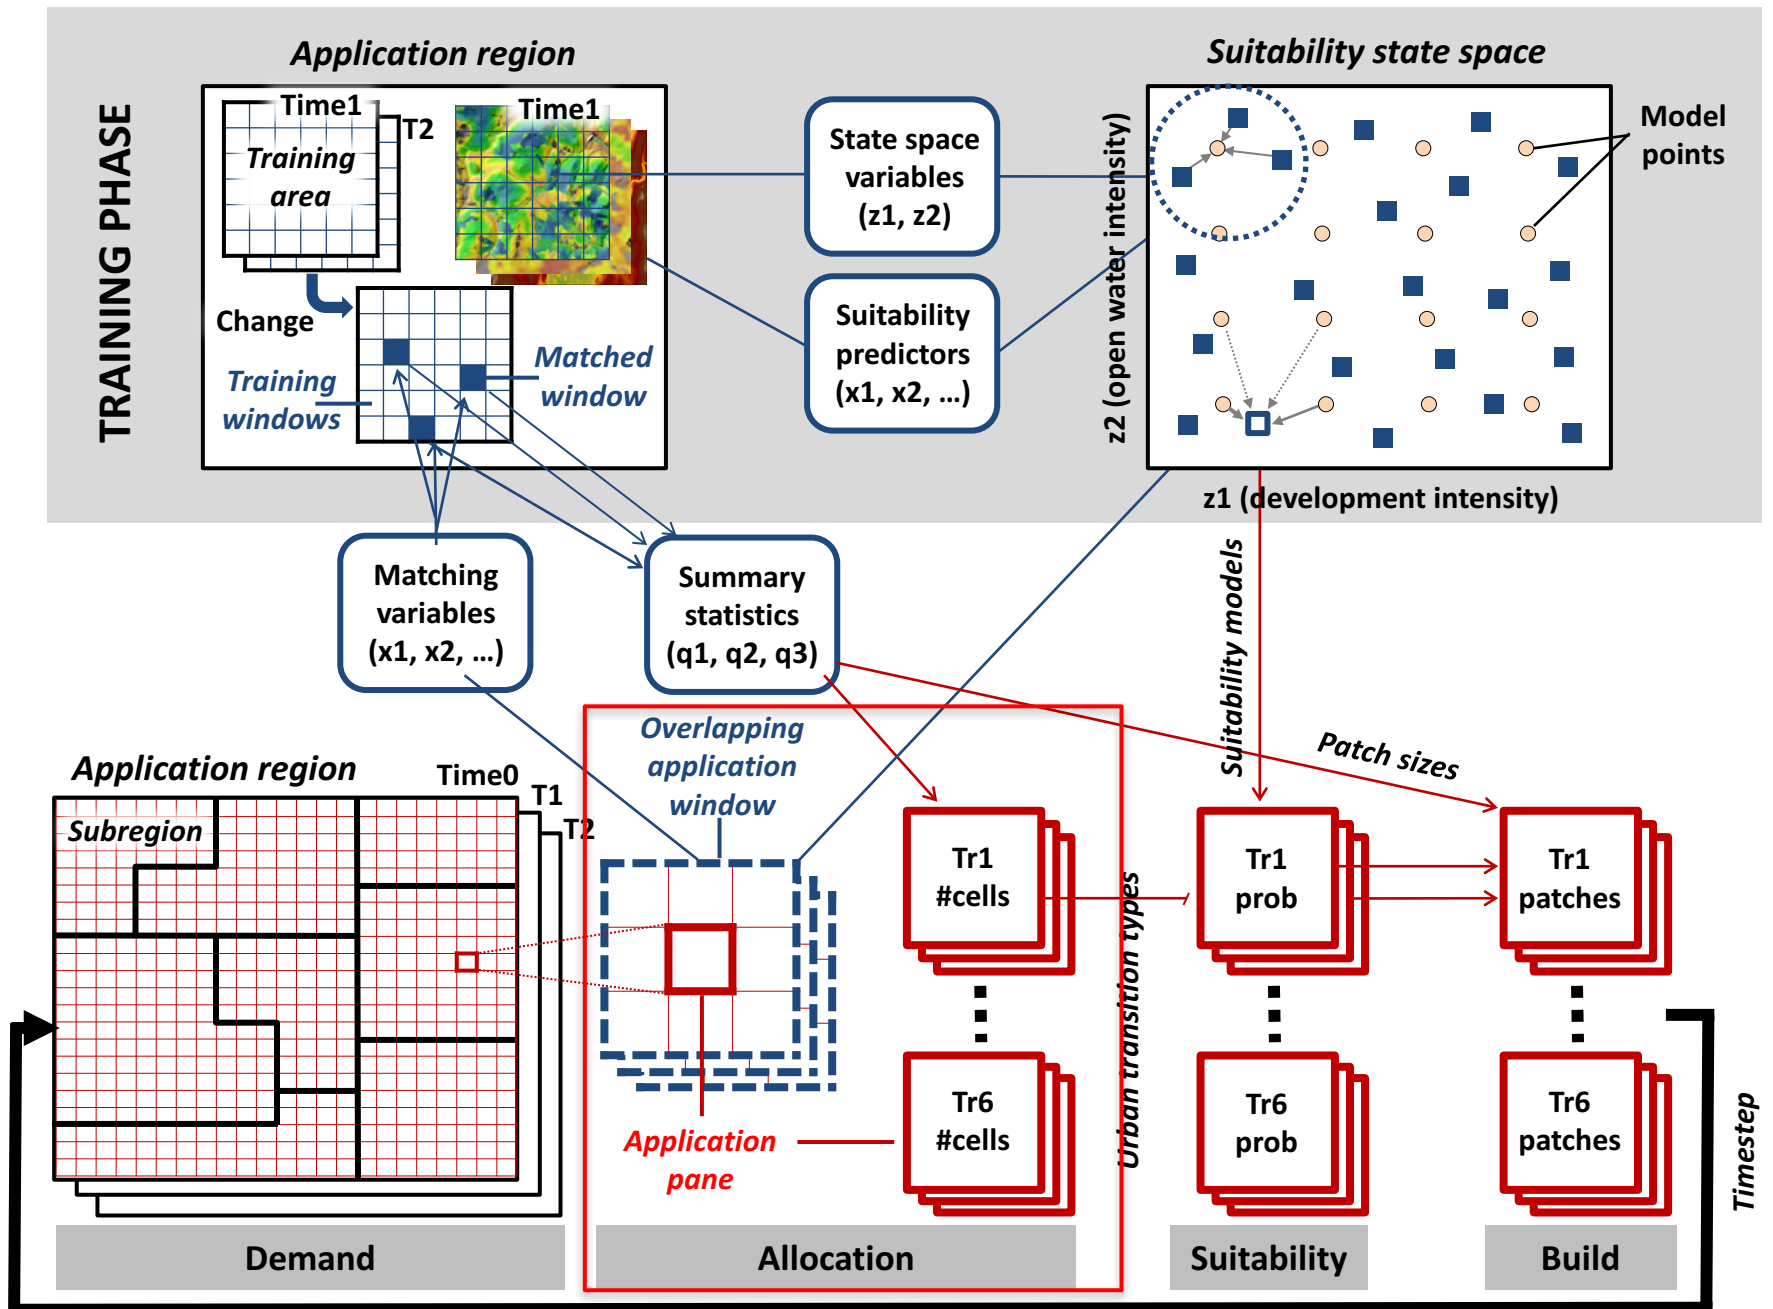 TRAINING PHASE
Application region
Time1
T2
Training
area
Time1
Change
Training
windows
Matched
window
State space
variables
(z1, z2)
Suitability
predictors
(x1, x2, ...)
Suitability state space
z2 (open water intensity)
z1 (development intensity)
Model
points
Matching
variables
(x1, x2, ...)
Summary
statistics
(q1, q2, q3)
Suitability models
Patch sizes
Application region
Time0
T1
T2
Subregion
Overlapping
application
window
Application
pane
Tr1
#cells
Tr6
#cells
Urban transition types
Tr1
prob
Tr6
prob
Tr1
patches
Tr6
patches
Timestep
Demand
Allocation
Suitability
Build